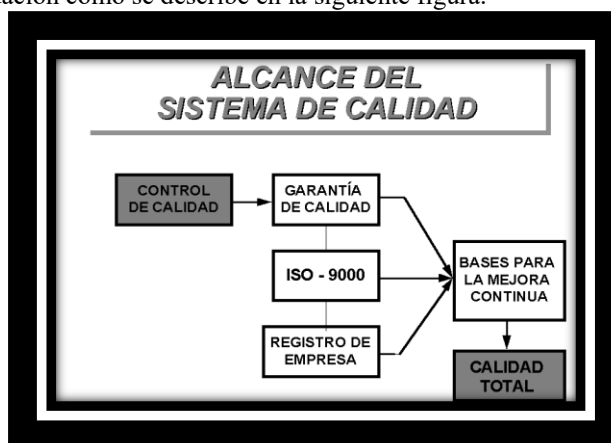 como se describe en la siguiente figura.
ALCANCE DEL
SISTEMA DE CALIDAD
CONTROL
DE CALIDAD
GARANTÍA
DE CALIDAD
ISO - 9000
REGISTRO DE
EMPRESA
BASES PARA
LA MEJORA
CONTINUA
CALIDAD
TOTAL